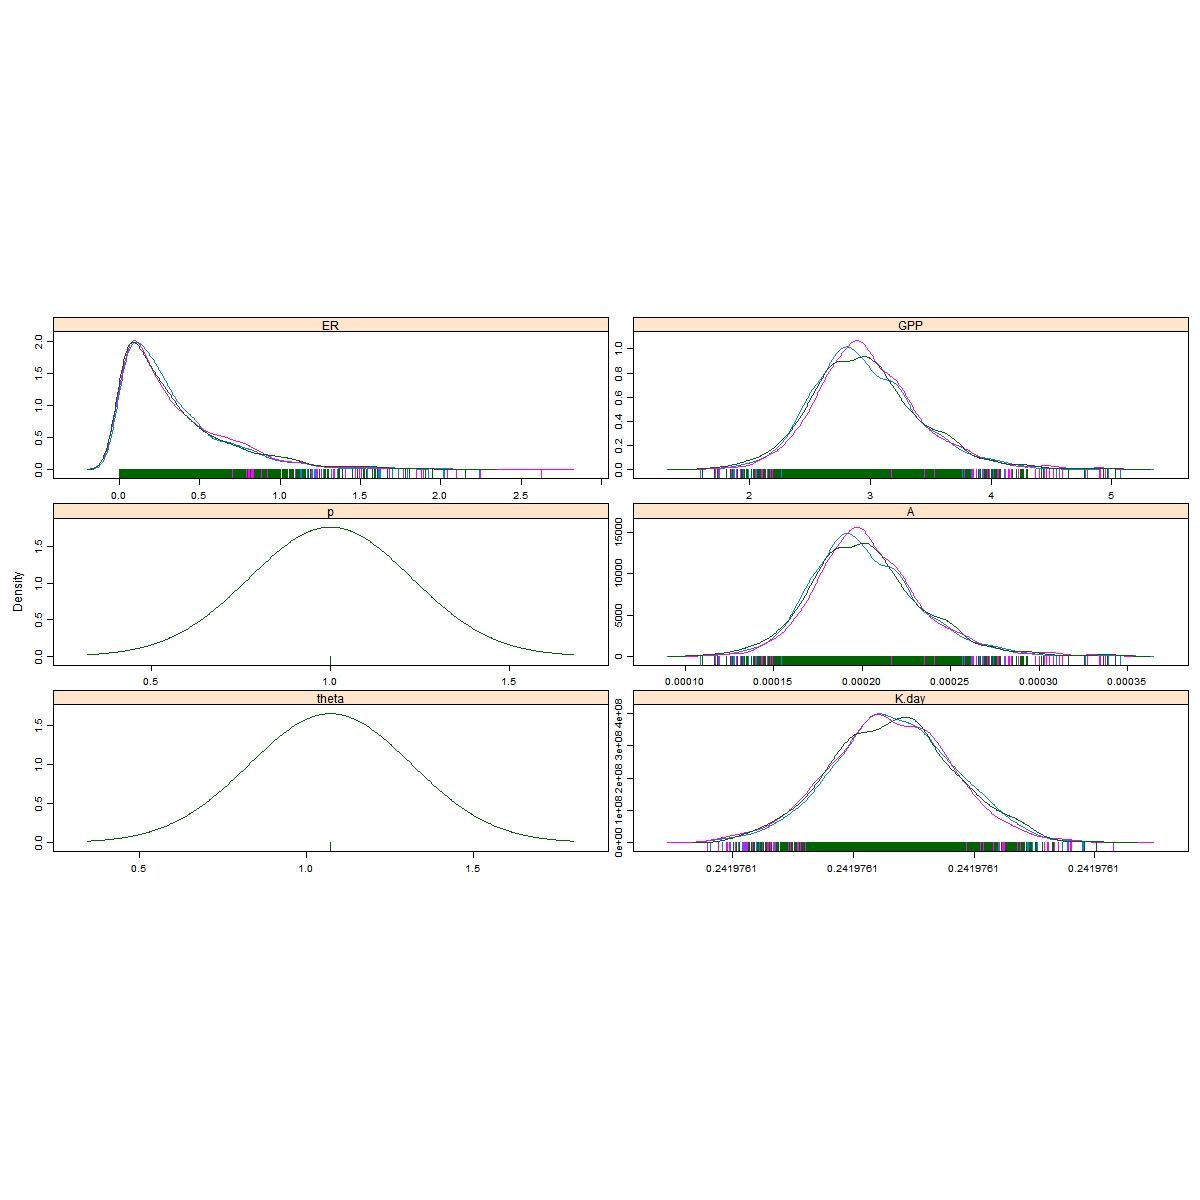 ER
GPP
0.0 0.5 1.0 1.5 2.0
0.0 0.2 0.4 0.6 0.8 1.0
0.0 0.5 1.0 1.5 2.0 2.5
2 3 4 5
p
A
0.0 0.5 1.0 1.5
0 5000 10000 15000
0.5 1.0 1.5
0.00010 0.00015 0.00020 0.00025 0.00030 0.00035
Density
theta
K.day
0.0 0.5 1.0 1.5
0e+00 1e+08 2e+08 3e+08 4e+08
0.5 1.0 1.5
0.2419761 0.2419761 0.2419761 0.2419761